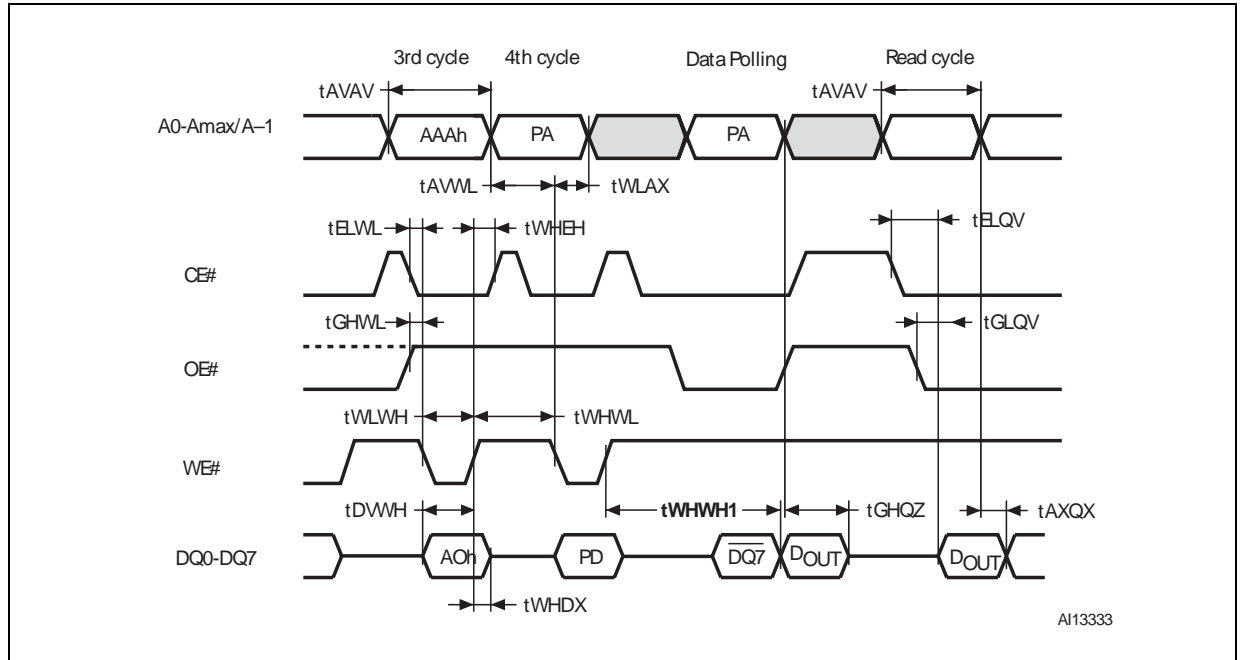 3rd cycle 4th cycle Data Polling Read cycle
tAVAV tAVAV
A0-Amax/A–1 AAAh PA PA
tAVWL tWLAX
tELWL tWHEH tELQV
CE#
tGHWL tGLQV
OE#
tWLWH tWHWL
WE#
tDVWH tWHWH1 tGHQZ tAXQX
DQ0-DQ7 AOh PD DQ7 DOUT DOUT
tWHDX
AI13333